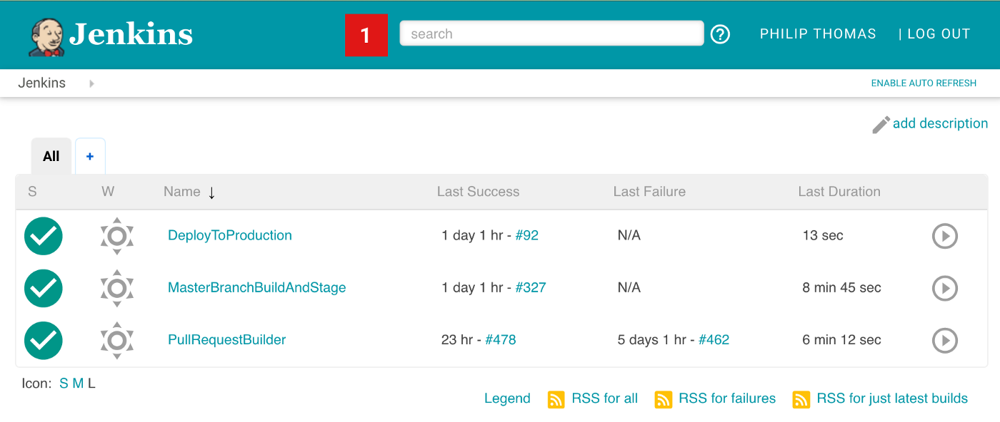 Jenkins 1 search ? PHILIP THOMAS | LOG OUT
Jenkins ENABLE AUTO REFRESH
add description
All +
S W Name ↓ Last Success Last Failure Last Duration
DeployToProduction 1 day 1 hr - #92 N/A 13 sec
MasterBranchBuildAndStage 1 day 1 hr - #327 N/A 8 min 45 sec
PullRequestBuilder 23 hr - #478 5 days 1 hr - #462 6 min 12 sec
Icon: S M L
Legend RSS for all RSS for failures RSS for just latest builds